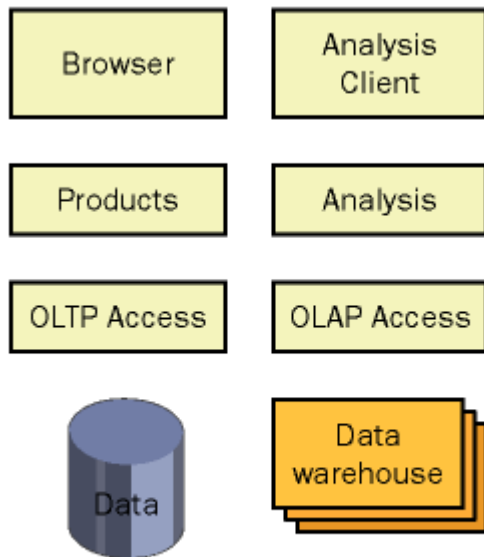 Browser
Analysis
Client
Products
Analysis
OLTP Access
OLAP Access
Data
Data
warehouse